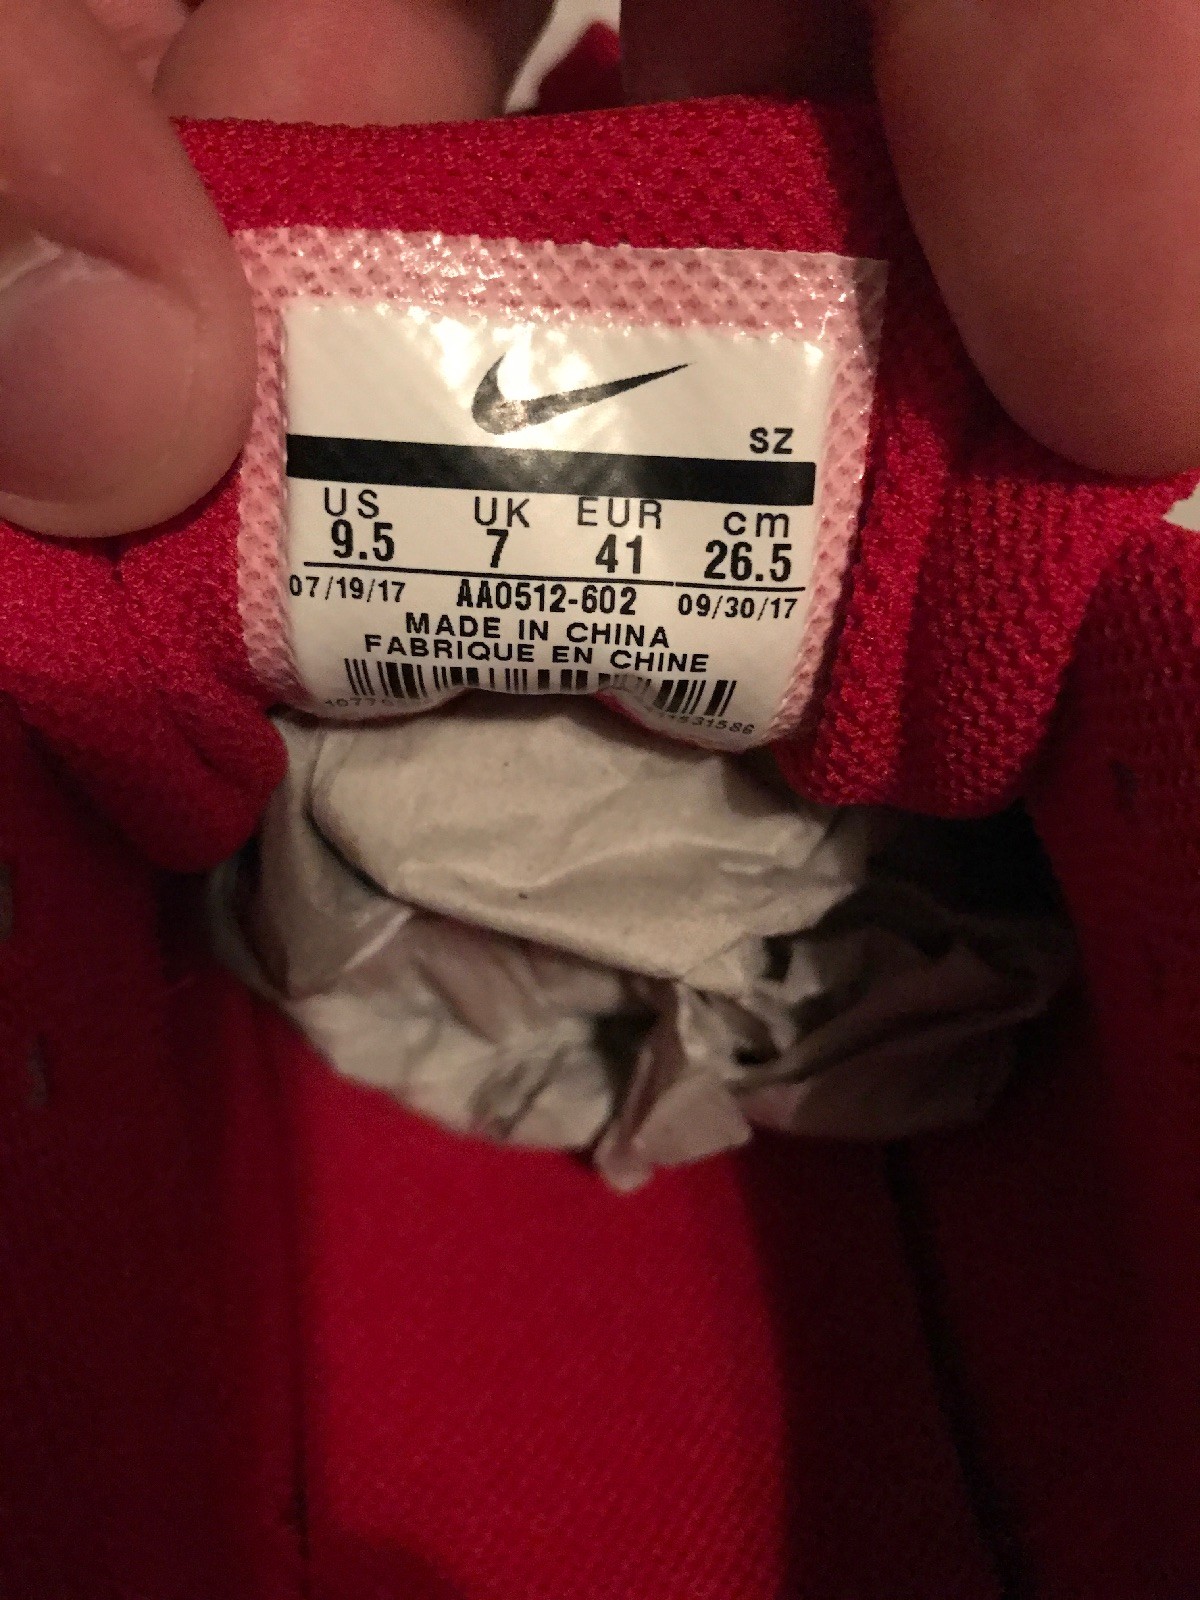 SZ
US UK EUR cm
9.5 7 41 26.5
07/19/17 AA0512-602 09/30/17
MADE IN CHINA
FABRIQUE EN CHINE